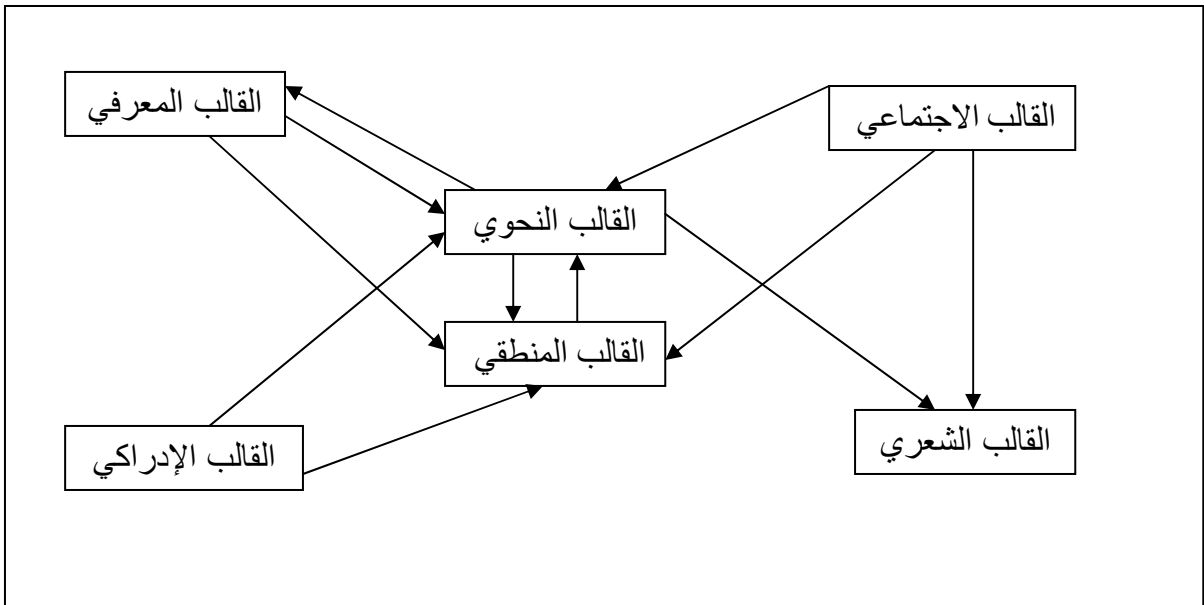 القالب الاجتماعي
القالب المعرفي
القالب النحوي
القالب المنطقي
القالب الشعري
القالب الإدراكي